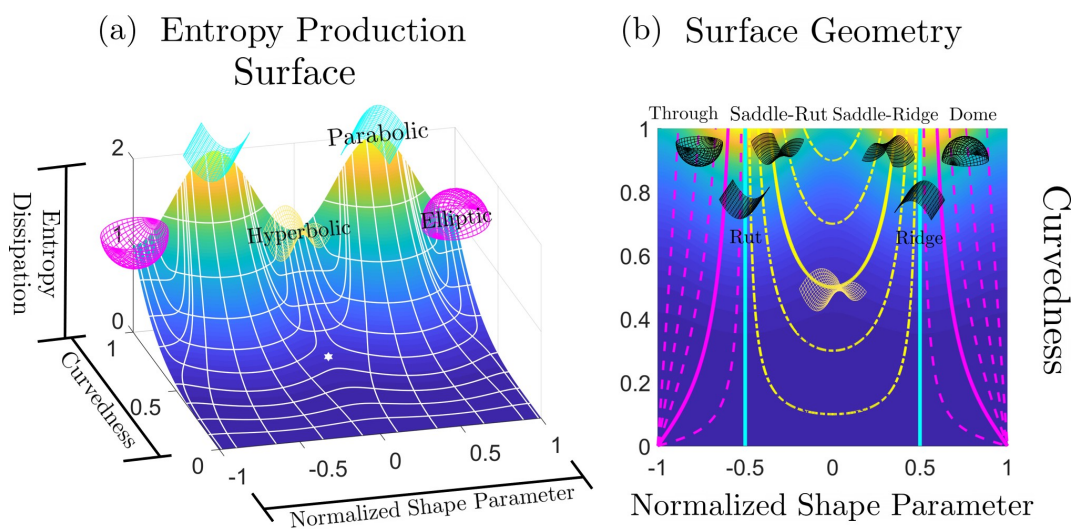 (a) Entropy Production
Surface
Parabolic
Hyperbolic
Elliptic
2
1
0
Entropy
Dissipation
1
0.5
0
Curvedness
-1
-0.5
0
0.5
1
Normalized Shape Parameter
(b) Surface Geometry
Through Saddle-Rut Saddle-Ridge Dome
Rut
Ridge
1
0.8
0.6
0.4
0.2
0
-1 -0.5 0 0.5 1
Normalized Shape Parameter
Curvedness